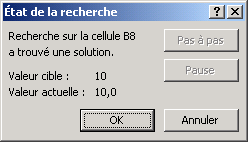 État de la recherche
Recherche sur la cellule B8
a trouvé une solution.
Valeur cible : 10
Valeur actuelle : 10,0
Pas à pas
Pause
OK
Annuler